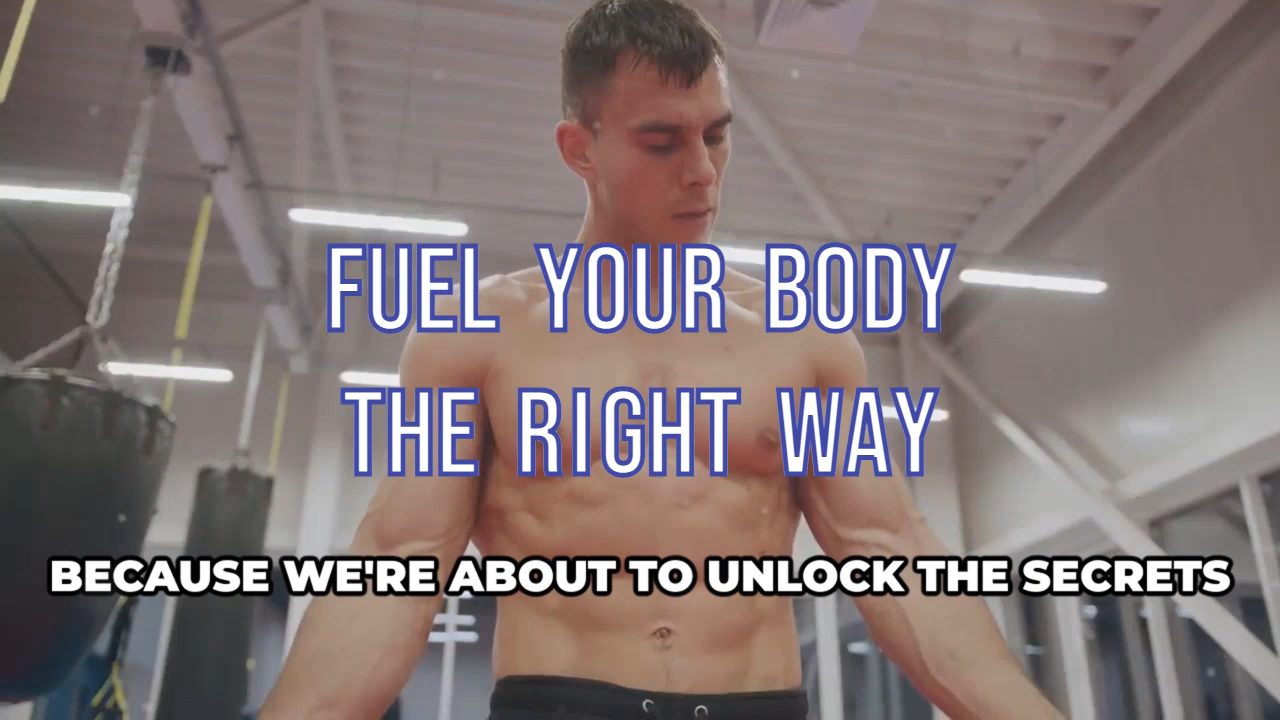 FUEL YOUR BODY
THE RIGHT WAY
BECAUSE WE'RE ABOUT TO UNLOCK THE SECRETS